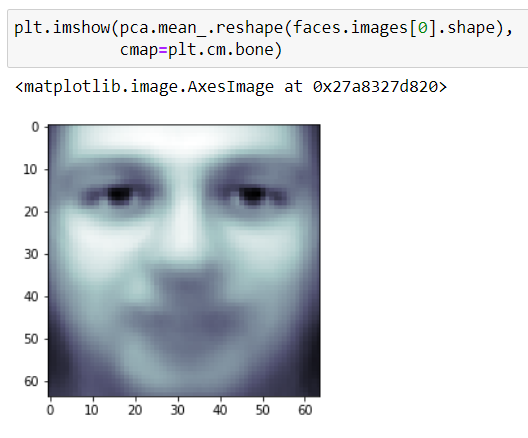 plt.imshow(pca.mean_.reshape(faces.images[0].shape),
           cmap=plt.cm.bone)
<matplotlib.image.AxesImage at 0x27a8327d820>
0
10
20
30
40
50
60
0 10 20 30 40 50 60